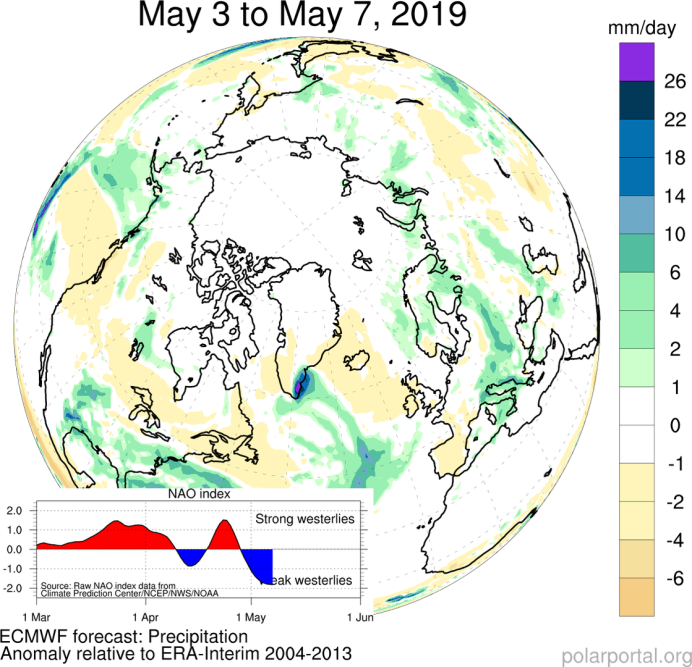 May 3 to May 7, 2019
mm/day
26
22
18
14
10
6
4
2
1
0
-1
-2
-4
-6
NAO index
2.0
1.0
0.0
-1.0
-2.0
Strong westerlies
eak westerlies
Source: Raw NAO index data from
Climate Prediction Center/NCEP/NWS/NOAA
1 Mar 1 Apr 1 May 1 Jun
ECMWF forecast: Precipitation
Anomaly relative to ERA-Interim 2004-2013
polarportal.org